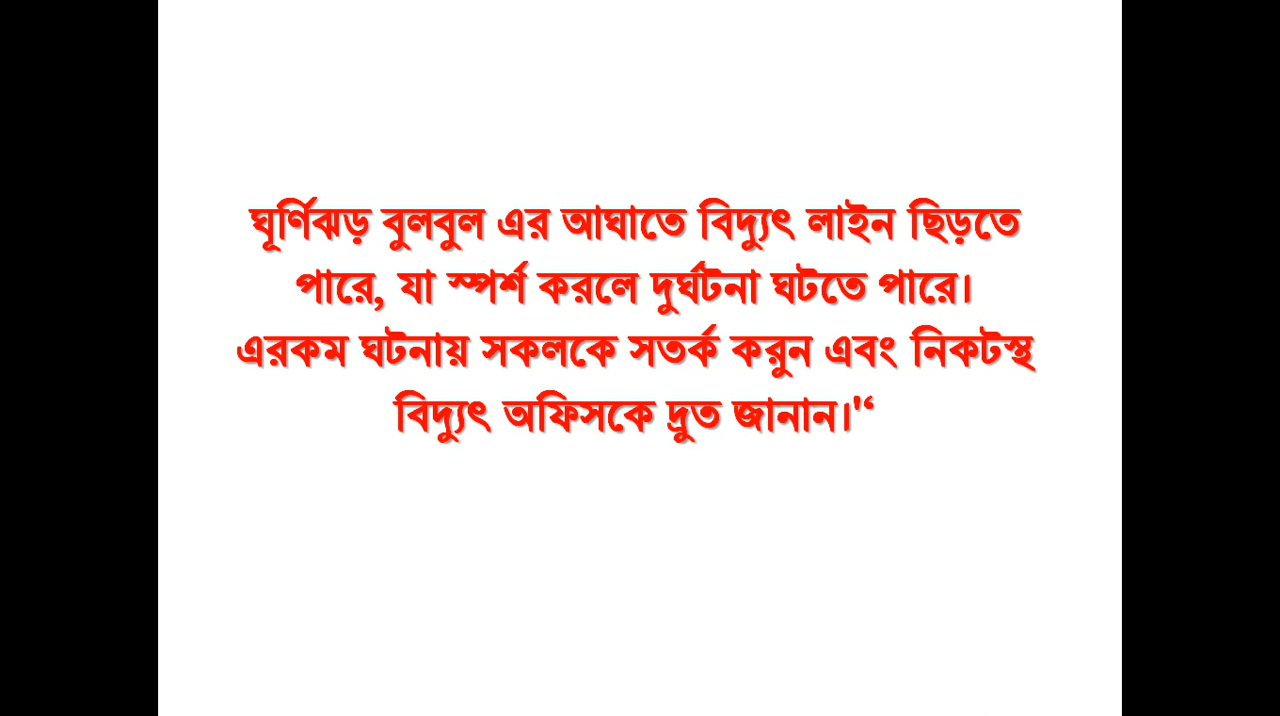 ঘূর্ণিঝড় বুলবুল এর আঘাতে বিদ্যুৎ লাইন ছিড়তে
পারে, যা স্পর্শ করলে দুর্ঘটনা ঘটতে পারে।
এরকম ঘটনায় সকলকে সতর্ক করুন এবং নিকটস্থ
বিদ্যুৎ অফিসকে দ্রুত জানান।'‘